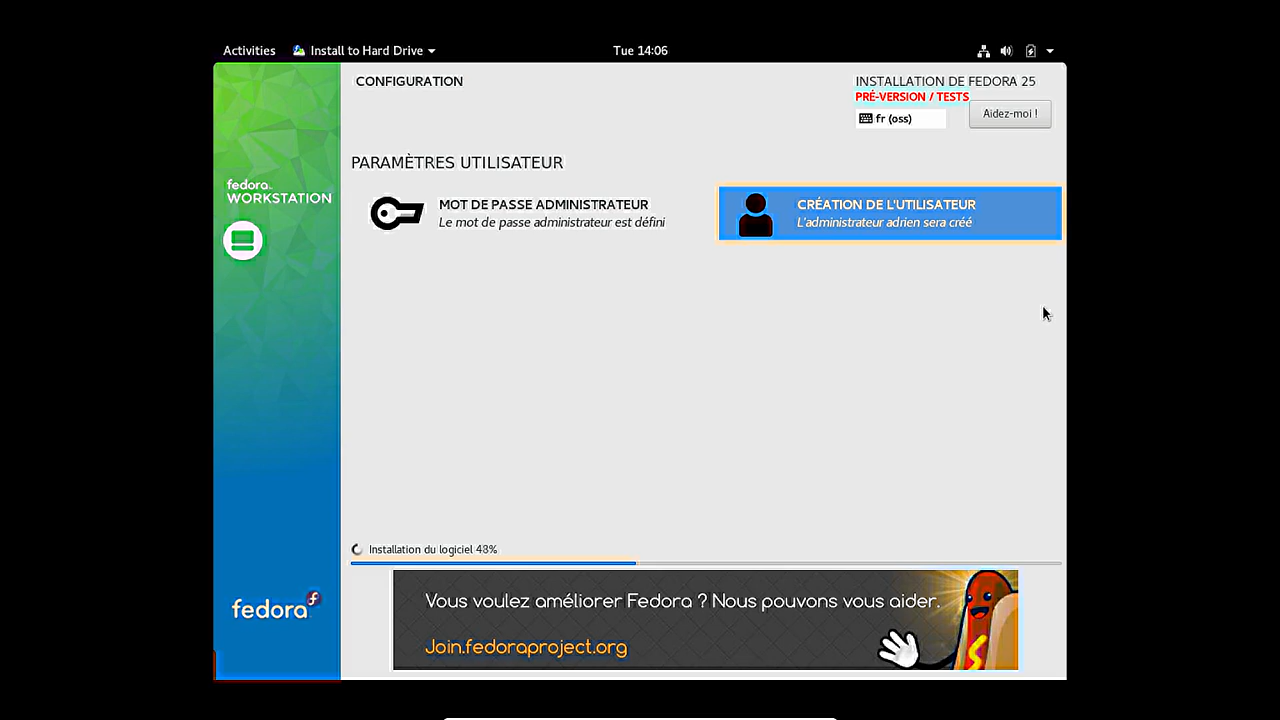 Activities Install to Hard Drive Tue 14:06
CONFIGURATION
INSTALLATION DE FEDORA 25
PRÉ-VERSION / TESTS
fr (oss)
Aidez-moi !
fedora
WORKSTATION
PARAMÈTRES UTILISATEUR
MOT DE PASSE ADMINISTRATEUR
Le mot de passe administrateur est défini
CRÉATION DE L'UTILISATEUR
L'administrateur adrien sera créé
Installation du logiciel 48%
Vous voulez améliorer Fedora ? Nous pouvons vous aider.
Join.fedoraproject.org
fedora